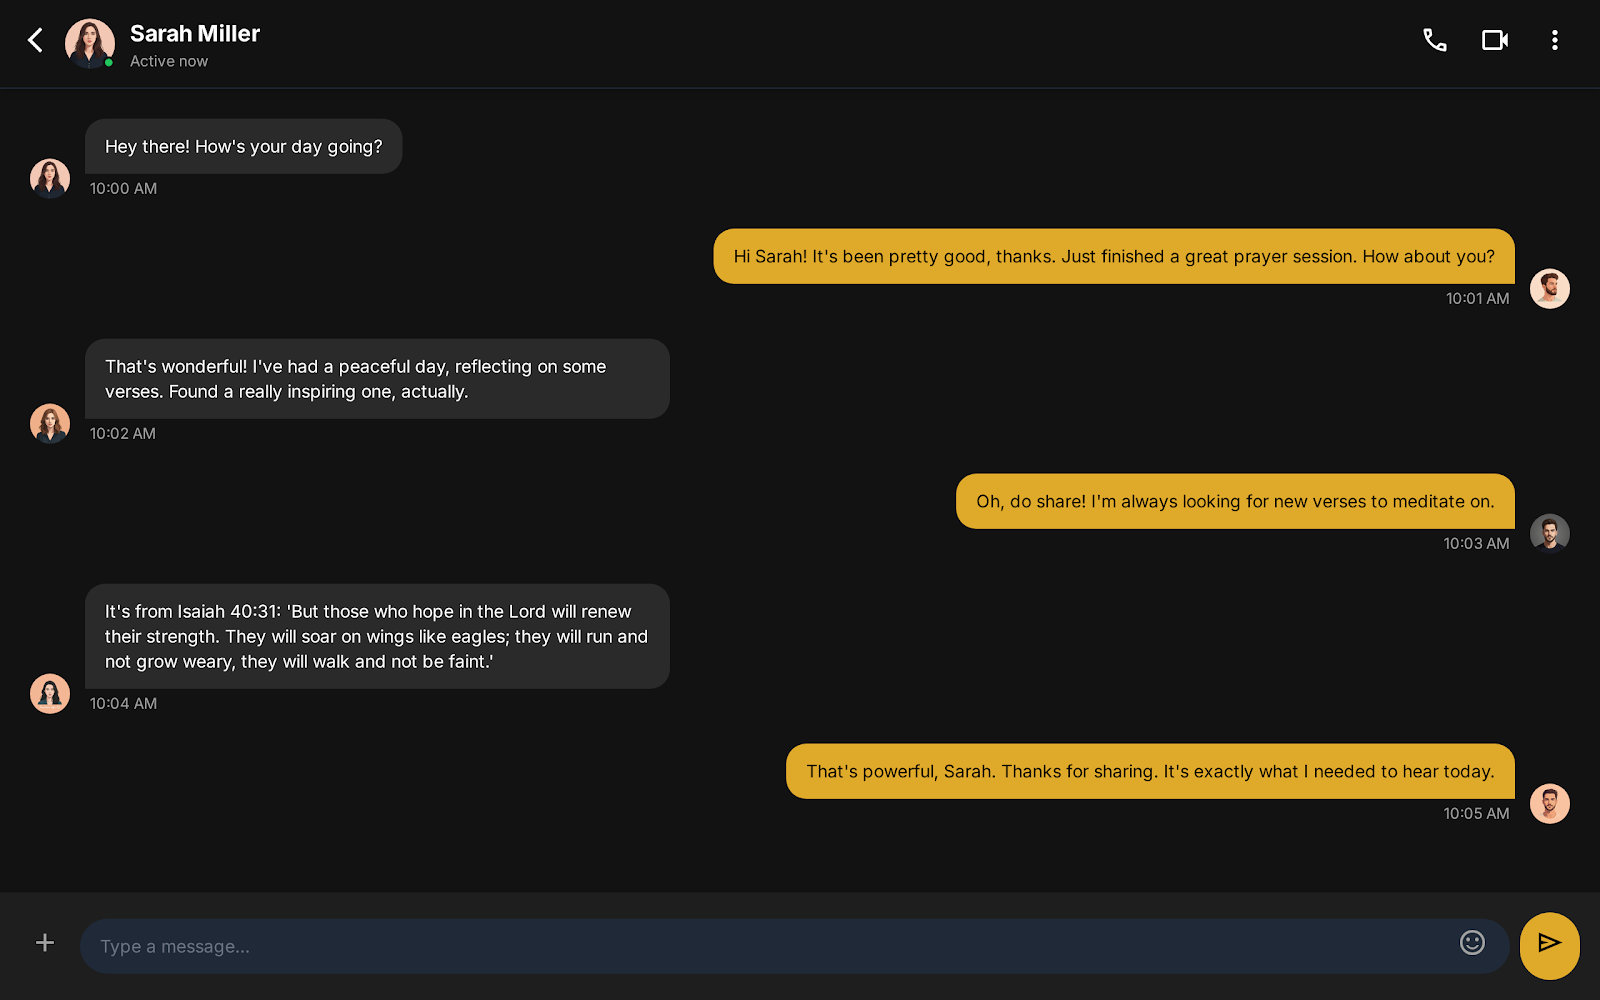 Sarah Miller
Active now
Hey there! How's your day going?
10:00 AM
Hi Sarah! It's been pretty good, thanks. Just finished a great prayer session. How about you?
10:01 AM
That's wonderful! I've had a peaceful day, reflecting on some
verses. Found a really inspiring one, actually.
10:02 AM
Oh, do share! I'm always looking for new verses to meditate on.
10:03 AM
It's from Isaiah 40:31: 'But those who hope in the Lord will renew
their strength. They will soar on wings like eagles; they will run and
not grow weary, they will walk and not be faint.'
10:04 AM
That's powerful, Sarah. Thanks for sharing. It's exactly what I needed to hear today.
10:05 AM
Type a message...